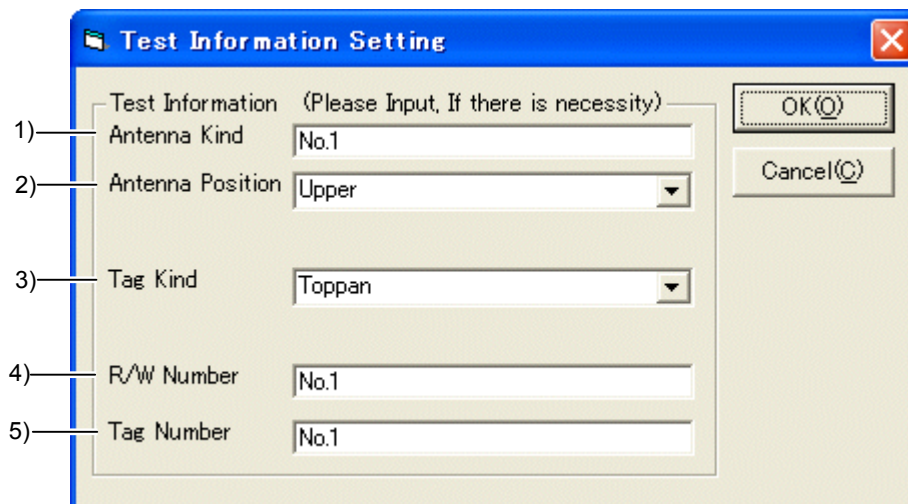 Test Information Setting
Test Information (Please Input, If there is necessity)
OK(O)
1) Antenna Kind No.1
Cancel(C)
2) Antenna Position Upper
3) Tag Kind Toppan
4) R/W Number No.1
5) Tag Number No.1